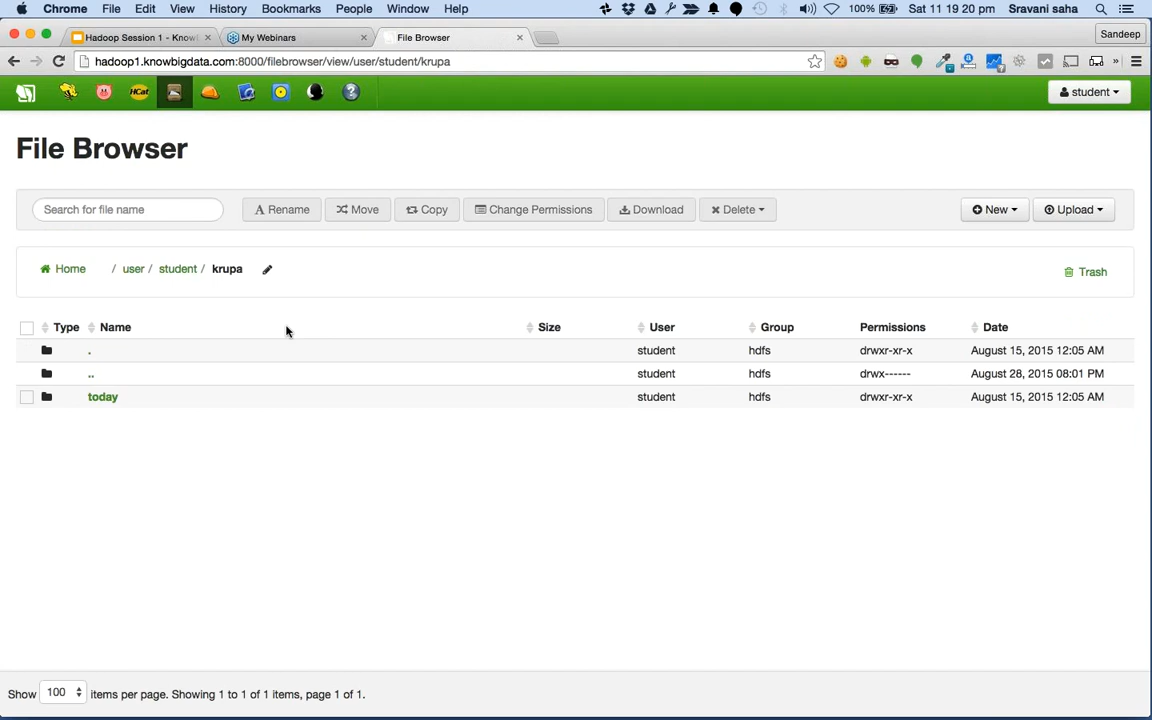 Chrome File Edit View History Bookmarks People Window Help 100% Sat 11 19 20 pm Sravani saha
Hadoop Session 1 - Know My Webinars File Browser Sandeep
hadoop1.knowbigdata.com:8000/filebrowser/view/user/student/krupa
HCat student
File Browser
Search for file name Rename Move Copy Change Permissions Download Delete New Upload
Home / user / student / krupa Trash
Type Name Size User Group Permissions Date
. student hdfs drwxr-xr-x August 15, 2015 12:05 AM
.. student hdfs drwx------ August 28, 2015 08:01 PM
today student hdfs drwxr-xr-x August 15, 2015 12:05 AM
Show 100 items per page. Showing 1 to 1 of 1 items, page 1 of 1.